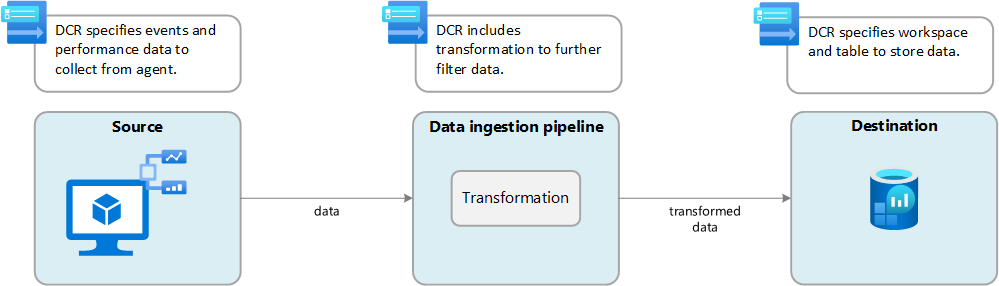 DCR specifies events and
performance data to
collect from agent.
DCR includes
transformation to further
filter data.
DCR specifies workspace
and table to store data.
Source
Data ingestion pipeline
Destination
Transformation
data
transformed
data